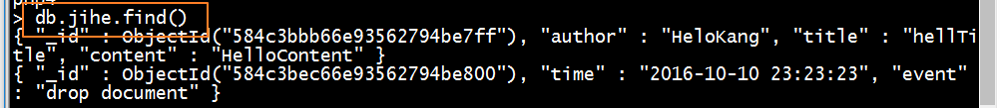 > db.jihe.find()
{ "_id" : ObjectId("584c3bbb66e93562794be7ff"), "author" : "HeloKang", "title" : "hellTi
tle", "content" : "HelloContent" }
{ "_id" : ObjectId("584c3bec66e93562794be800"), "time" : "2016-10-10 23:23:23", "event"
: "drop document" }